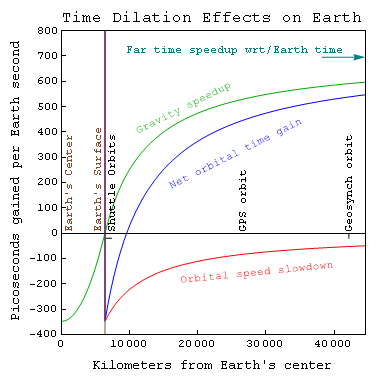 Time Dilation Effects on Earth
Picoseconds gained per Earth second
800
700
600
500
400
300
200
100
0
-100
-200
-300
-400
Far time speedup wrt/Earth time
Gravity speedup
Net orbital time gain
Orbital speed slowdown
Earth's Center
Earth's Surface
Shuttle Orbits
GPS orbit
Geosynch orbit
0 10000 20000 30000 40000
Kilometers from Earth's center